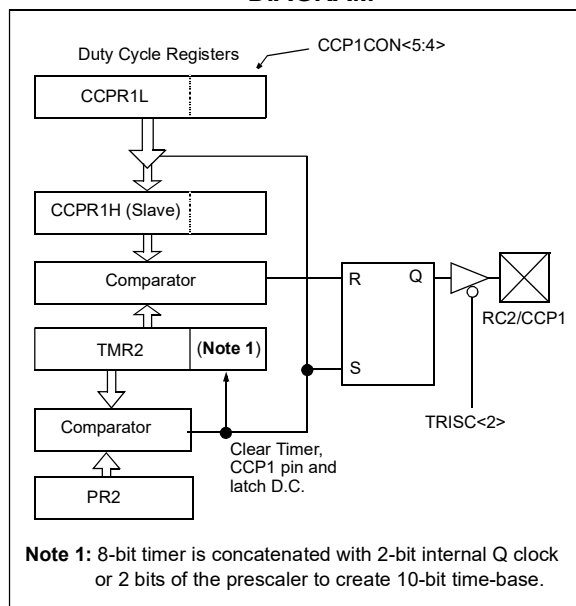 DIAGRAM
Duty Cycle Registers
CCP1CON<5:4>
CCPR1L
CCPR1H (Slave)
Comparator
R
Q
RC2/CCP1
TMR2
(Note 1)
S
TRISC<2>
Comparator
Clear Timer,
CCP1 pin and
latch D.C.
PR2
Note 1: 8-bit timer is concatenated with 2-bit internal Q clock
or 2 bits of the prescaler to create 10-bit time-base.